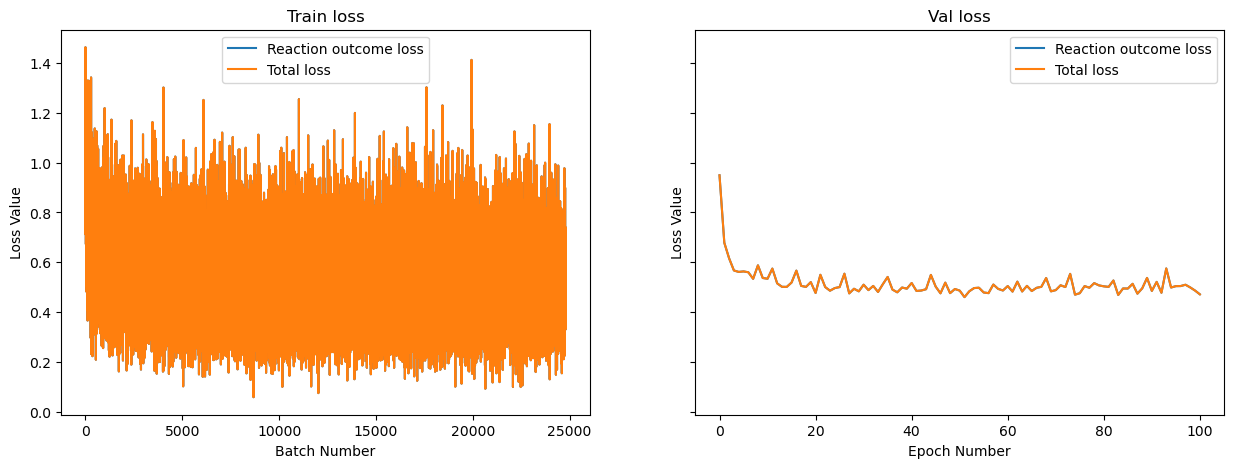 Train loss
Reaction outcome loss
Total loss
Loss Value
1.4
1.2
1.0
0.8
0.6
0.4
0.2
0.0
0
5000
10000
15000
20000
25000
Batch Number
Val loss
Reaction outcome loss
Total loss
Loss Value
0
20
40
60
80
100
Epoch Number